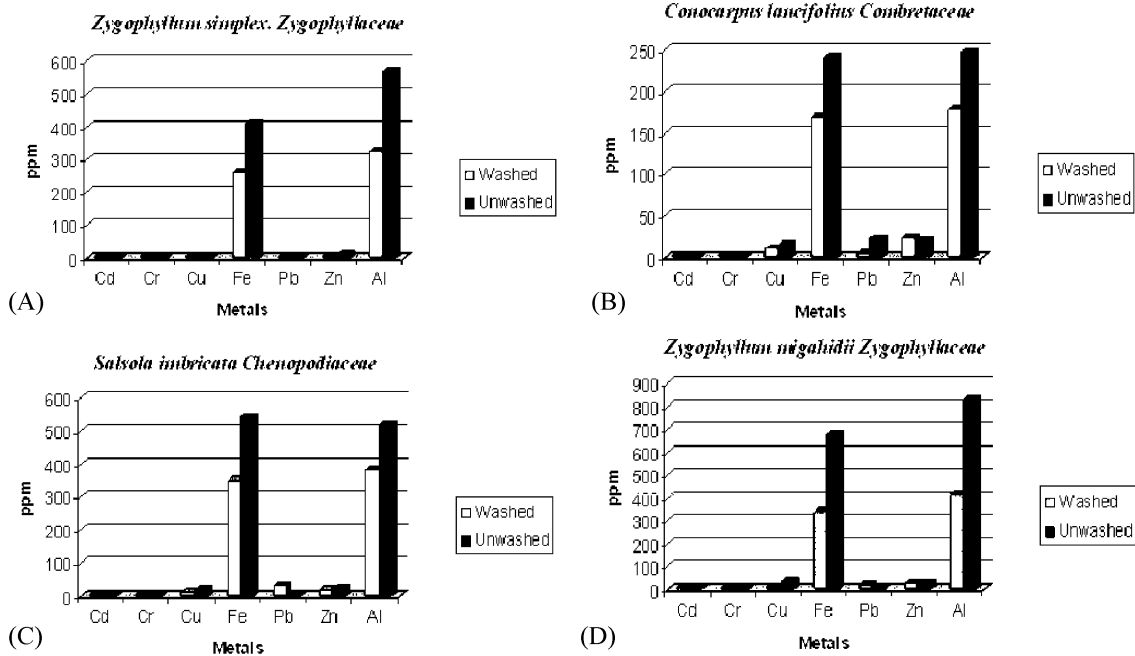 Zygophyllum simplex. Zygophyllaceae
600
500
400
300
200
100
0
ppm
Cd Cr Cu Fe Pb Zn Al
Metals
Washed
Unwashed
(A)
Conocarpus lancifolius Combretaceae
250
200
150
100
50
0
ppm
Cd Cr Cu Fe Pb Zn Al
Metals
Washed
Unwashed
(B)
Salsola imbricata Chenopodiaceae
600
500
400
300
200
100
0
ppm
Cd Cr Cu Fe Pb Zn Al
Metals
Washed
Unwashed
(C)
Zygophyllum migahidii Zygophyllaceae
900
800
700
600
500
400
300
200
100
0
ppm
Cd Cr Cu Fe Pb Zn Al
Metals
Washed
Unwashed
(D)